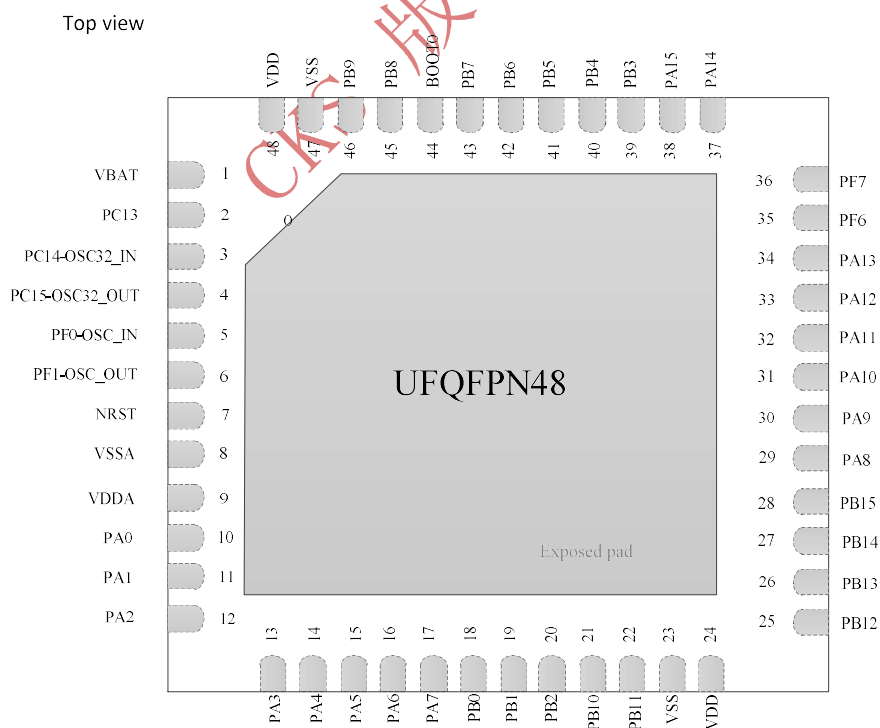 Top view
VDD
VSS
PB9
PB8
BOOT0
PB7
PB6
PB5
PB4
PB3
PA15
PA14
48
47
46
45
44
43
42
41
40
39
38
37
CKS 版
VBAT 1
PC13 2
PC14-OSC32_IN 3
PC15-OSC32_OUT 4
PF0-OSC_IN 5
PF1-OSC_OUT 6
NRST 7
VSSA 8
VDDA 9
PA0 10
PA1 11
PA2 12
0
UFQFPN48
Exposed pad
36 PF7
35 PF6
34 PA13
33 PA12
32 PA11
31 PA10
30 PA9
29 PA8
28 PB15
27 PB14
26 PB13
25 PB12
13
14
15
16
17
18
19
20
21
22
23
24
PA3
PA4
PA5
PA6
PA7
PB0
PB1
PB2
PB10
PB11
VSS
VDD